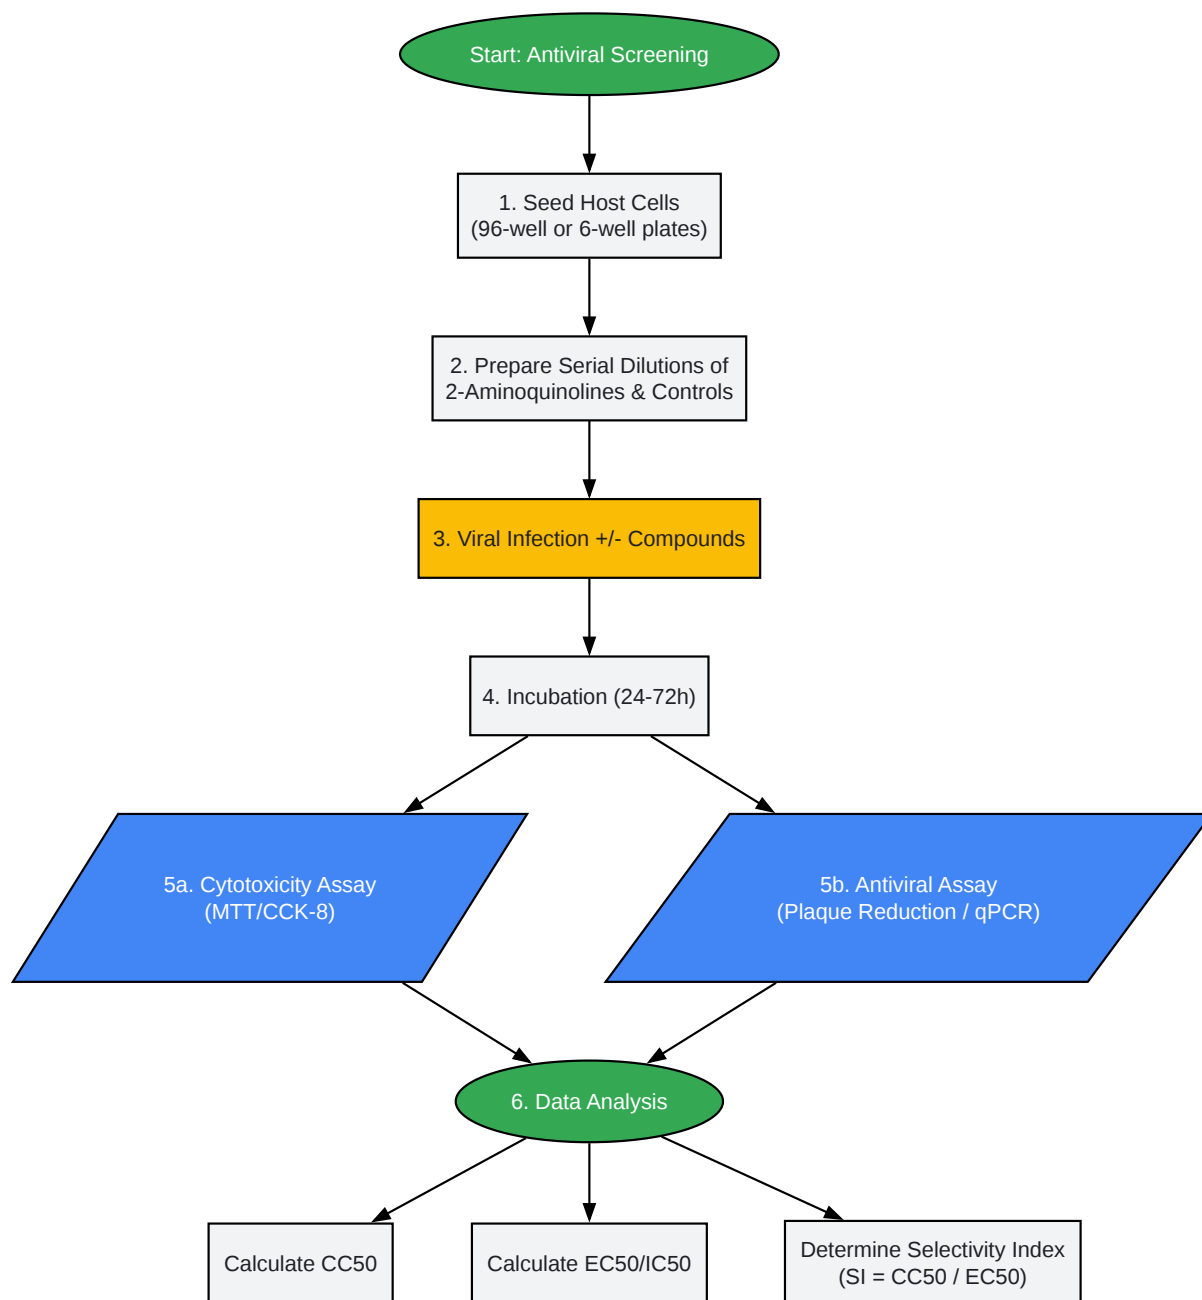 Start: Antiviral Screening
1. Seed Host Cells
(96-well or 6-well plates)
2. Prepare Serial Dilutions of
2-Aminoquinolines & Controls
3. Viral Infection +/- Compounds
4. Incubation (24-72h)
5a. Cytotoxicity Assay
(MTT/CCK-8)
5b. Antiviral Assay
(Plaque Reduction / qPCR)
6. Data Analysis
Calculate CC50
Calculate EC50/IC50
Determine Selectivity Index
(SI = CC50 / EC50)